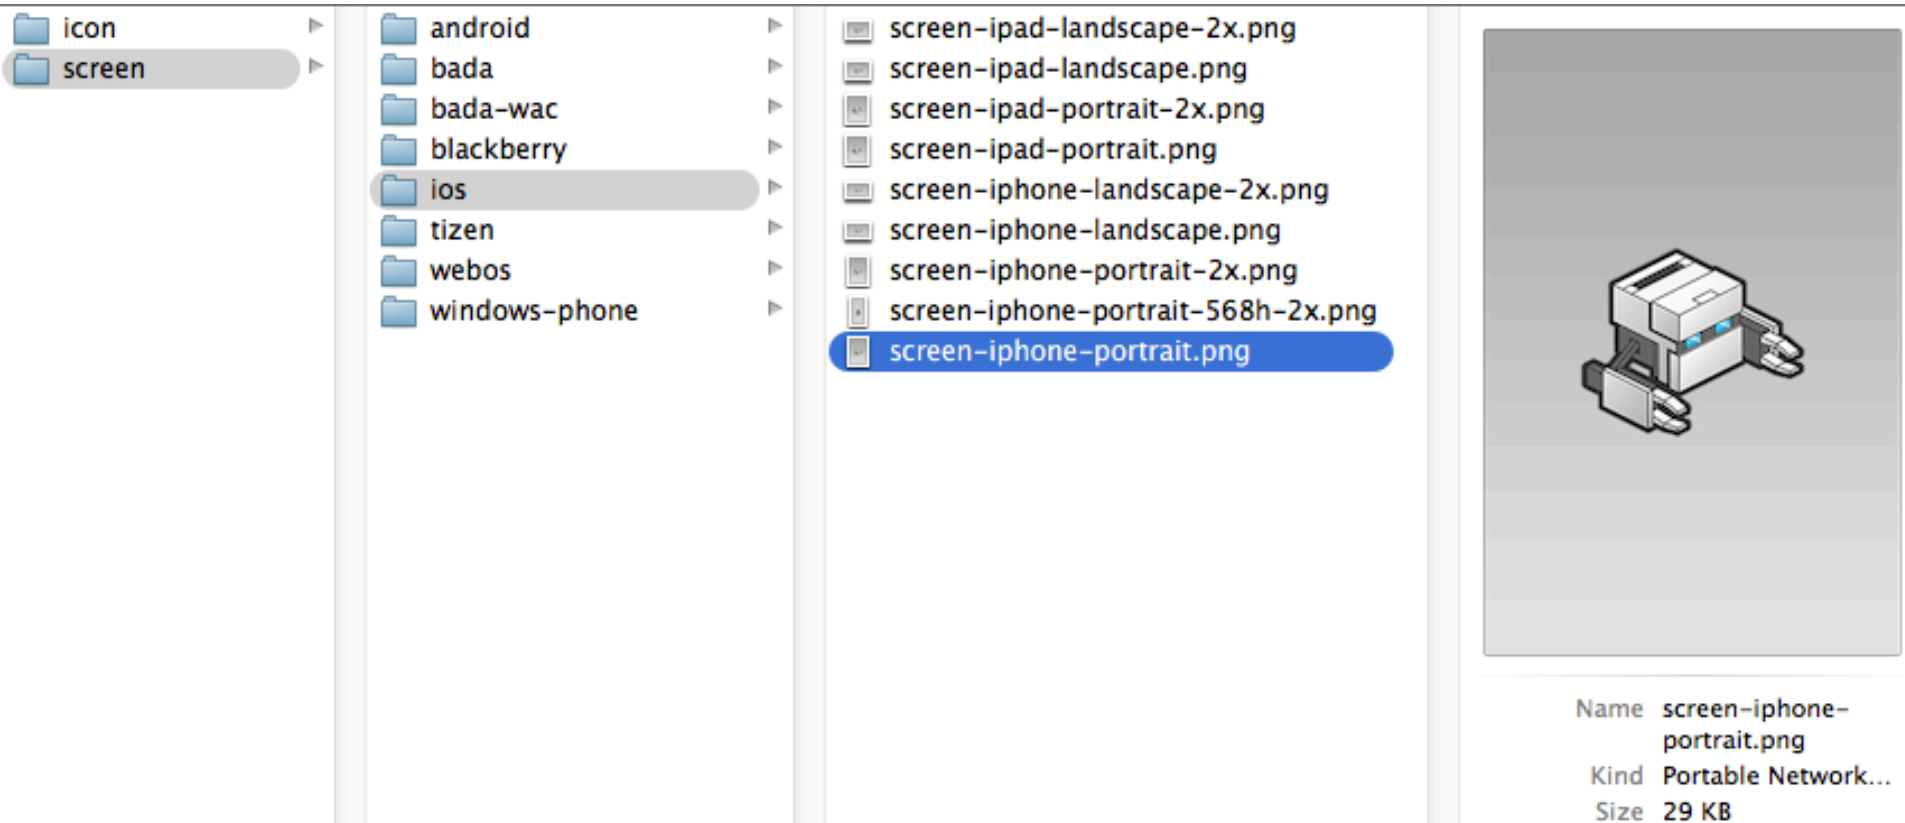 icon
screen
android
bada
bada-wac
blackberry
ios
tizen
webos
windows-phone
screen-ipad-landscape-2x.png
screen-ipad-landscape.png
screen-ipad-portrait-2x.png
screen-ipad-portrait.png
screen-iphone-landscape-2x.png
screen-iphone-landscape.png
screen-iphone-portrait-2x.png
screen-iphone-portrait-568h-2x.png
screen-iphone-portrait.png
Name screen-iphone-
portrait.png
Kind Portable Network...
Size 29 KB